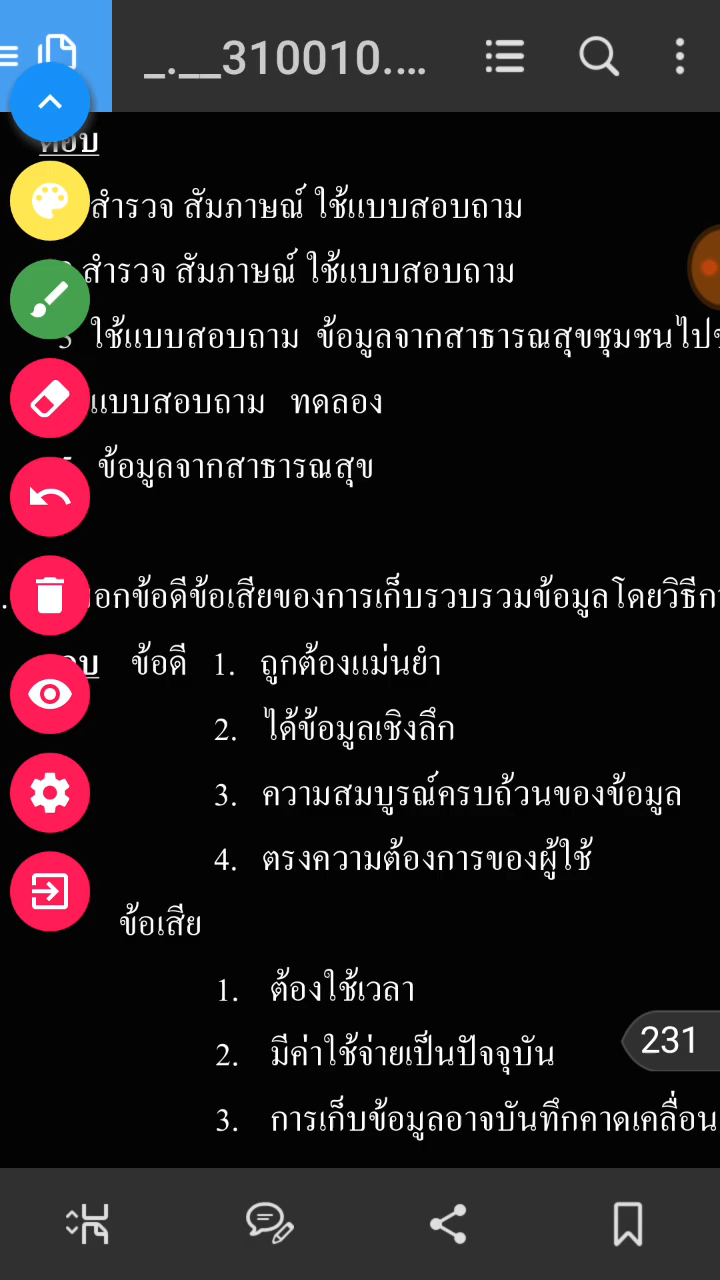 _.__310010....
ตอบ
สำรวจ สัมภาษณ์ ใช้แบบสอบถาม
สำรวจ สัมภาษณ์ ใช้แบบสอบถาม
3 ใช้แบบสอบถาม ข้อมูลจากสาธารณสุขชุมชนไป
แบบสอบถาม ทดลอง
ข้อมูลจากสาธารณสุข
อกข้อดีข้อเสียของการเก็บรวบรวมข้อมูลโดยวิธีกา
อบ ข้อดี 1. ถูกต้องแม่นยำ
2. ได้ข้อมูลเชิงลึก
3. ความสมบูรณ์ครบถ้วนของข้อมูล
4. ตรงความต้องการของผู้ใช้
ข้อเสีย
1. ต้องใช้เวลา
2. มีค่าใช้จ่ายเป็นปัจจุบัน
231
3. การเก็บข้อมูลอาจบันทึกคาดเคลื่อน